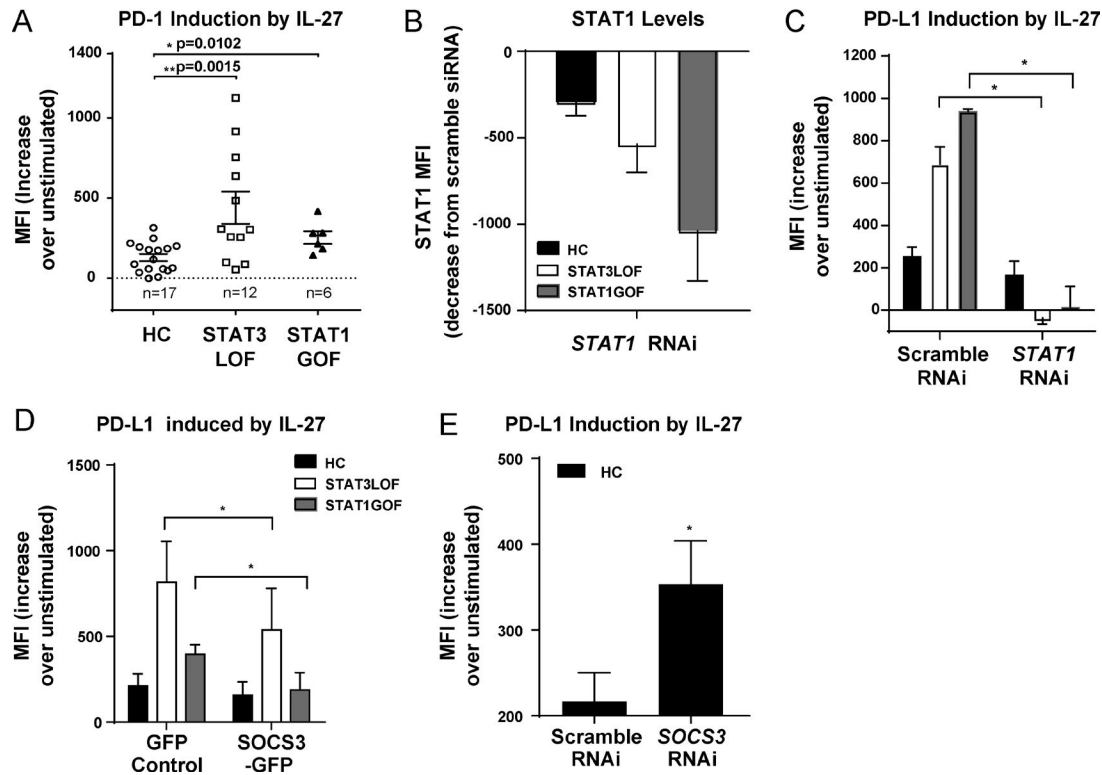 A
PD-1 Induction by IL-27
MFI (Increase
over unstimulated)
1400
1000
500
0
* p=0.0102
**p=0.0015
n=17
n=12
n=6
HC
STAT3
LOF
STAT1
GOF
B
STAT1 Levels
STAT1 MFI
(decrease from scramble siRNA)
0
-500
-1000
-1500
HC
STAT3LOF
STAT1GOF
STAT1 RNAi
C
PD-L1 Induction by IL-27
MFI (increase
over unstimulated)
1200
1000
800
600
400
200
0
*
*
Scramble
RNAi
STAT1
RNAi
D
PD-L1 induced by IL-27
MFI (increase
over unstimulated)
1500
1000
500
0
HC
STAT3LOF
STAT1GOF
*
*
GFP
Control
SOCS3
-GFP
E
PD-L1 Induction by IL-27
MFI (increase
over unstimulated)
500
400
300
200
HC
*
Scramble
RNAi
SOCS3
RNAi